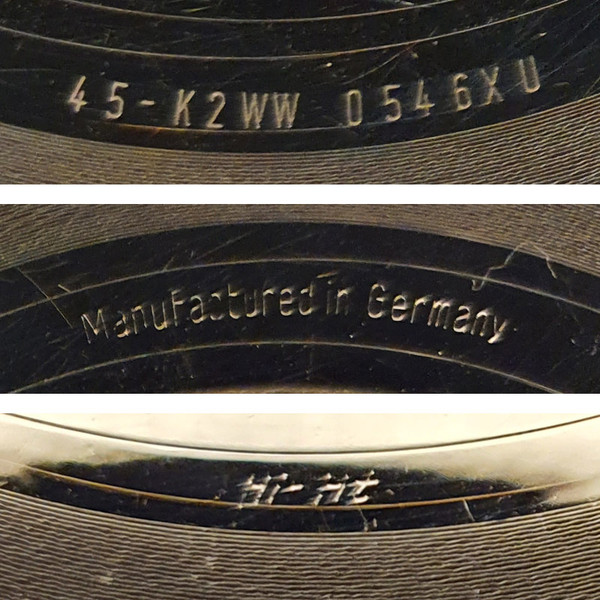 45-K2WW 0546XU
Manufactured in Germany